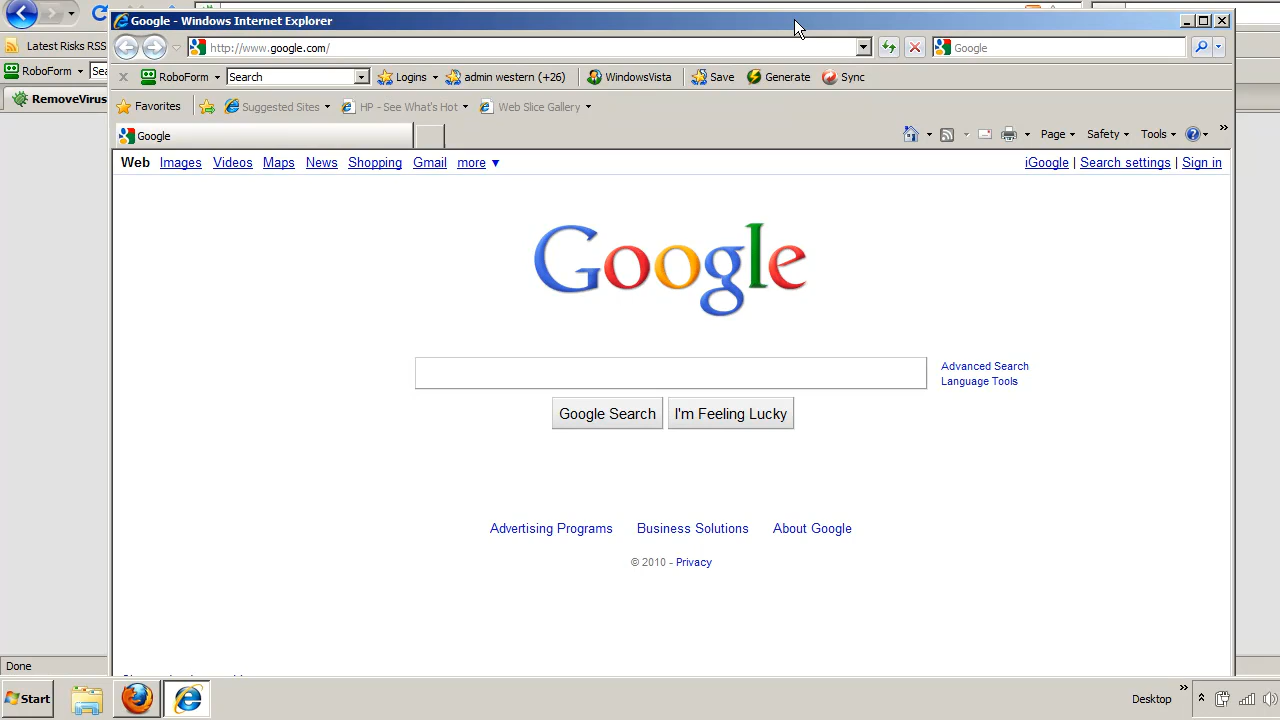 Google - Windows Internet Explorer
http://www.google.com/
Google
Latest Risks RSS
RoboForm
Sea
RoboForm
Search
Logins
admin western (+26)
WindowsVista
Save
Generate
Sync
RemoveVirus
Favorites
Suggested Sites
HP - See What's Hot
Web Slice Gallery
Google
Page
Safety
Tools
Web Images Videos Maps News Shopping Gmail more ▼
iGoogle | Search settings | Sign in
Google
Advanced Search
Language Tools
Google Search
I'm Feeling Lucky
Advertising Programs Business Solutions About Google
© 2010 - Privacy
Done
Start
Desktop